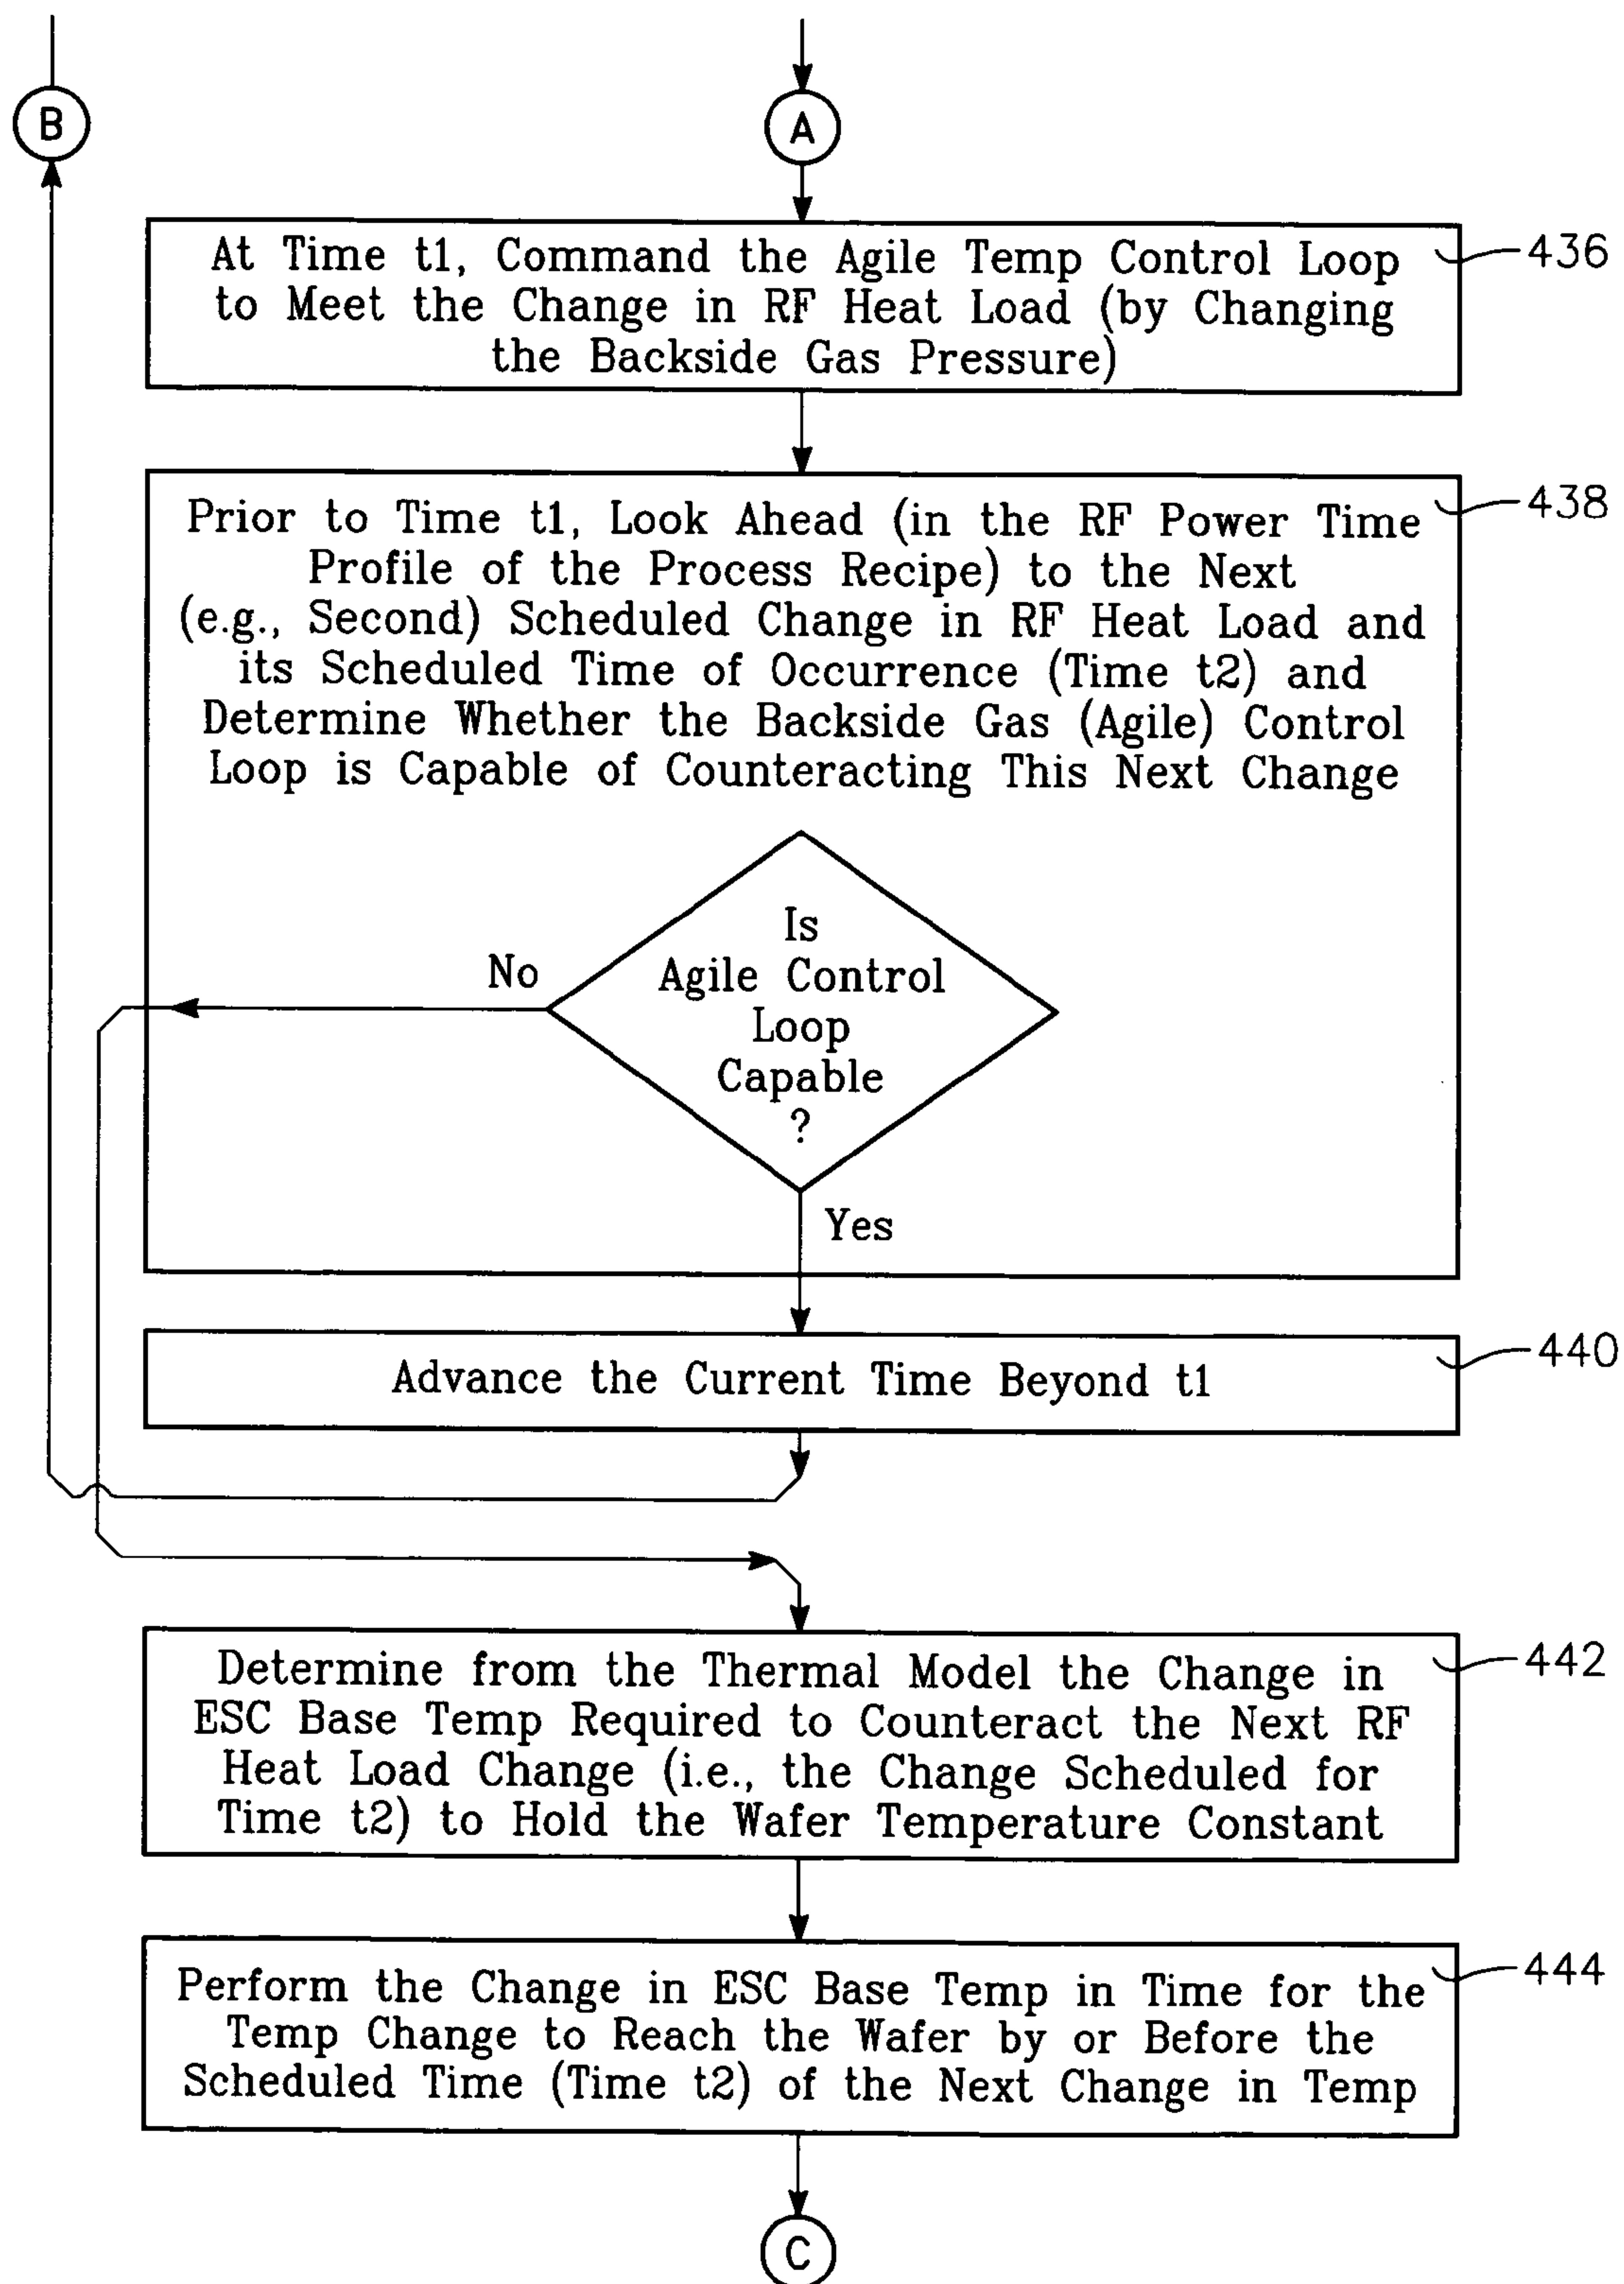 B
A
At Time t1, Command the Agile Temp Control Loop
to Meet the Change in RF Heat Load (by Changing
the Backside Gas Pressure)
436
Prior to Time t1, Look Ahead (in the RF Power Time
Profile of the Process Recipe) to the Next
(e.g., Second) Scheduled Change in RF Heat Load and
its Scheduled Time of Occurrence (Time t2) and
Determine Whether the Backside Gas (Agile) Control
Loop is Capable of Counteracting This Next Change
438
Is
Agile Control
Loop
Capable
?
No
Yes
Advance the Current Time Beyond t1
440
Determine from the Thermal Model the Change in
ESC Base Temp Required to Counteract the Next RF
Heat Load Change (i.e., the Change Scheduled for
Time t2) to Hold the Wafer Temperature Constant
442
Perform the Change in ESC Base Temp in Time for the
Temp Change to Reach the Wafer by or Before the
Scheduled Time (Time t2) of the Next Change in Temp
444
C